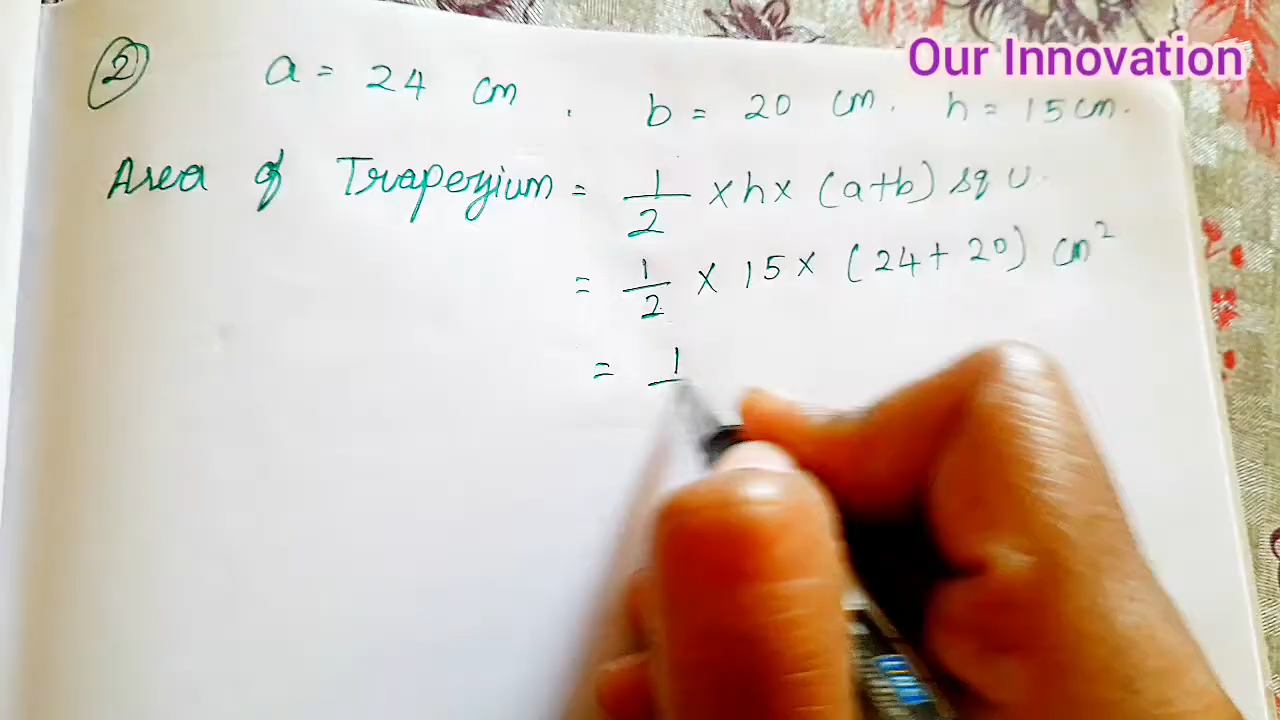 Our Innovation
② a = 24 cm , b = 20 cm. h = 15 cm.
Area of Trapezium = 1/2 × h × (a+b) sq u.
= 1/2 × 15 × (24 + 20) cm²
= 1